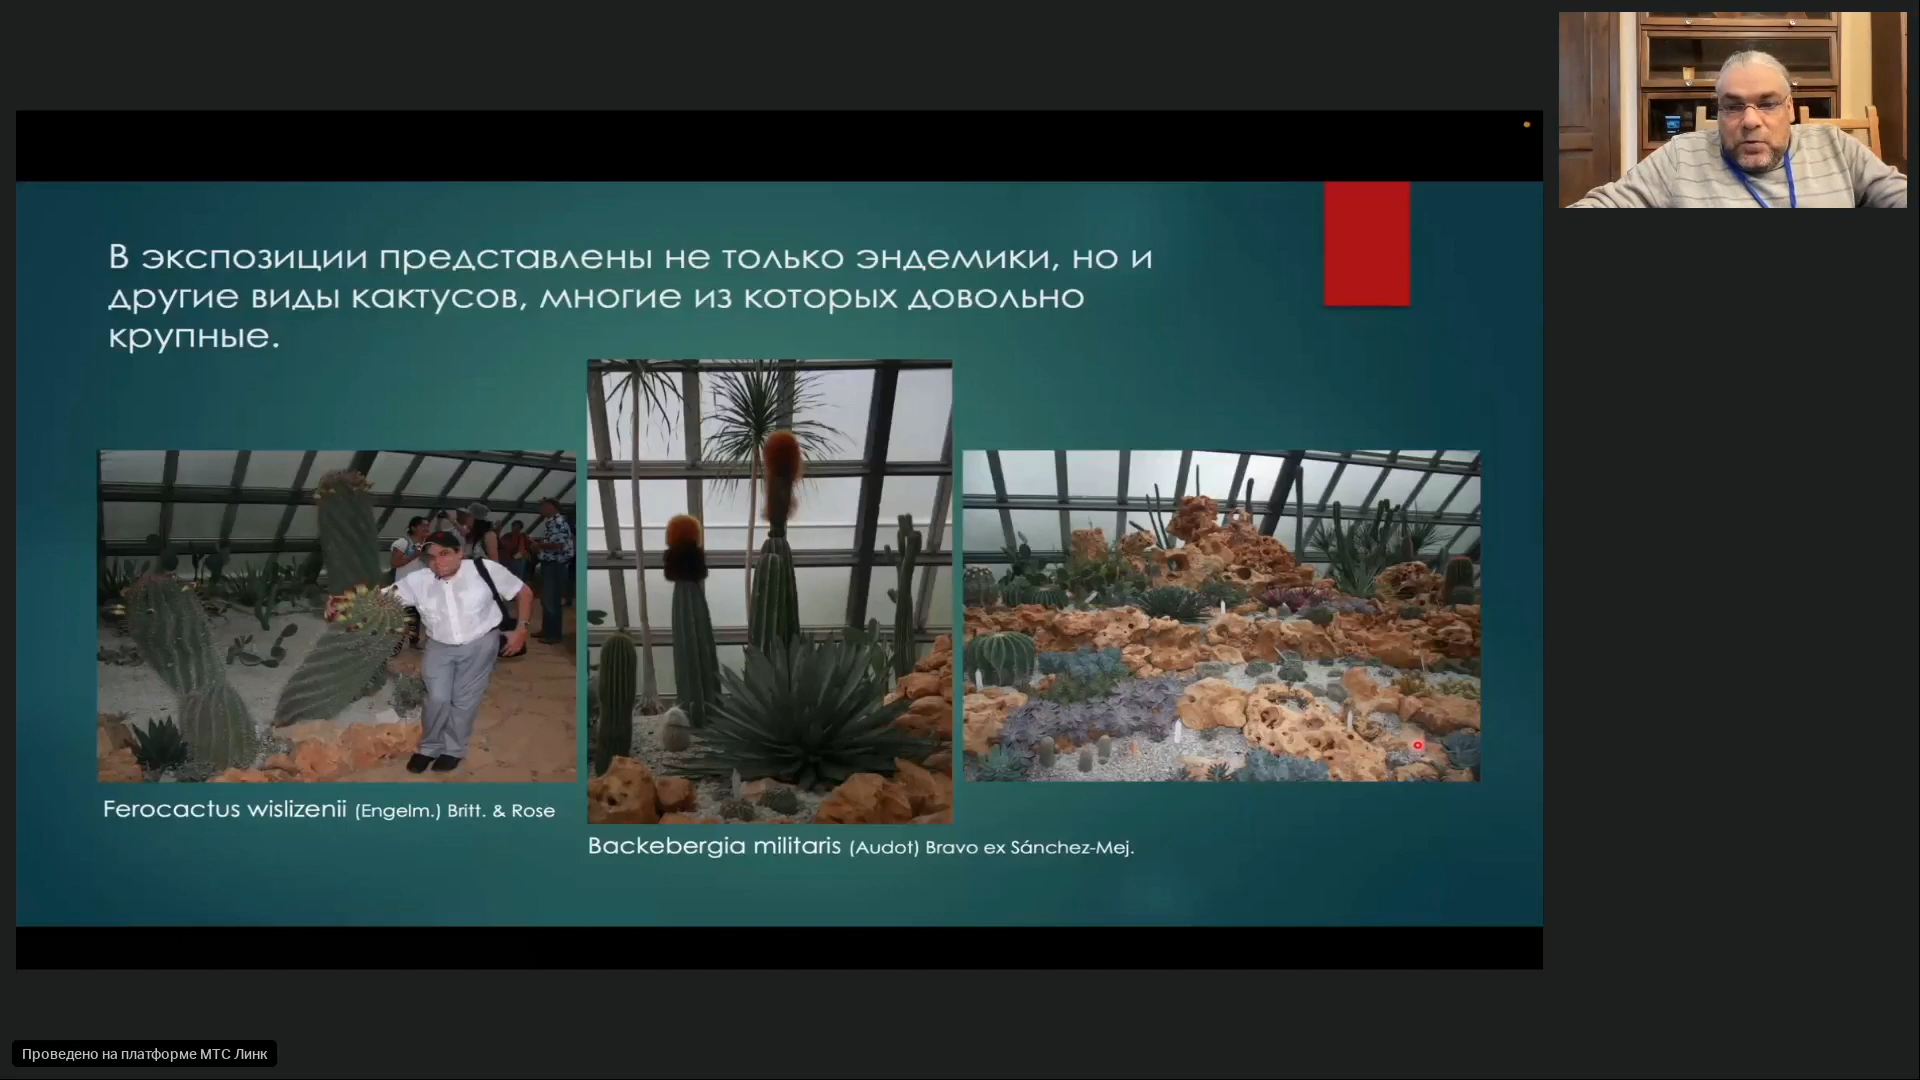 В экспозиции представлены не только эндемики, но и
другие виды кактусов, многие из которых довольно
крупные.
Ferocactus wislizenii (Engelm.) Britt. & Rose
Backebergia militaris (Audot) Bravo ex Sánchez-Mej.
Проведено на платформе МТС Линк